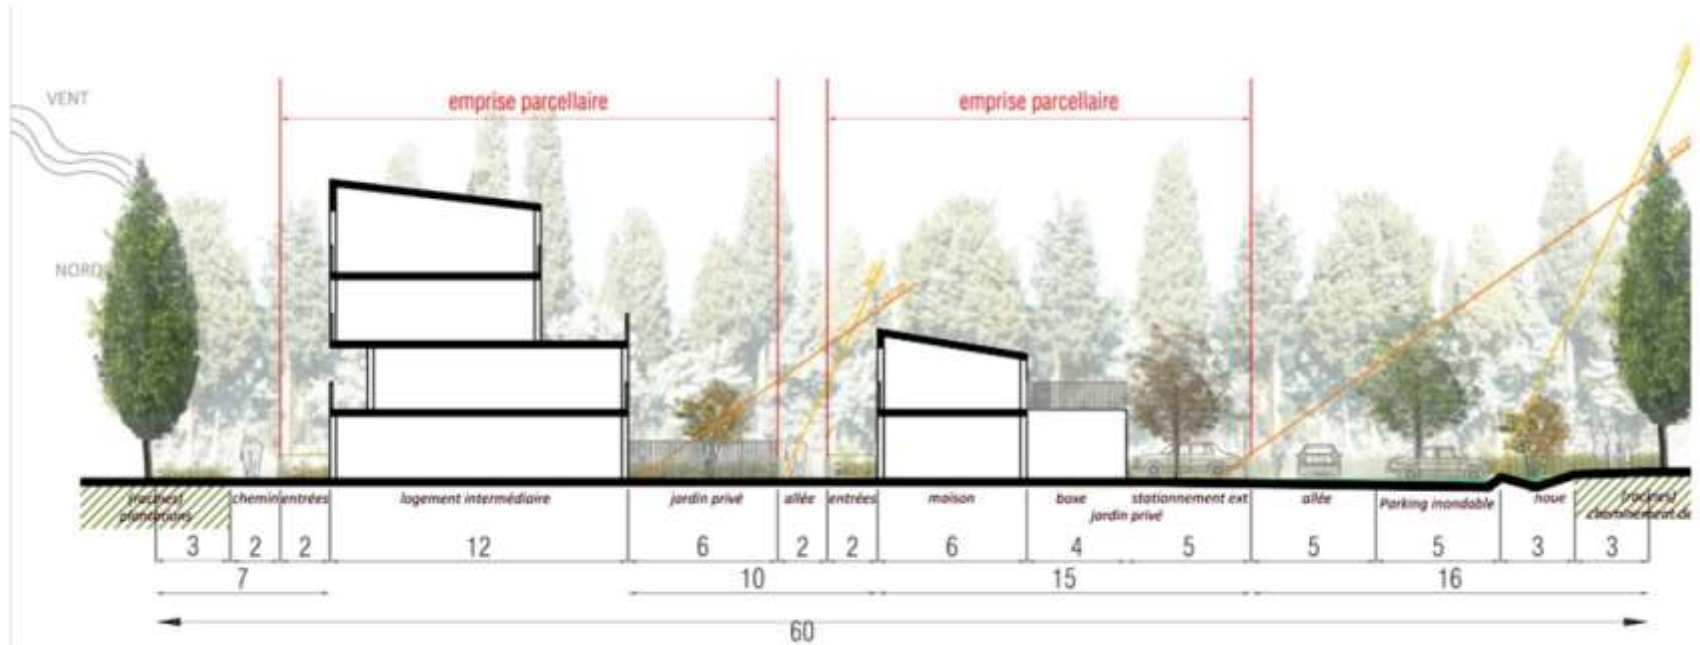 VENT
NORD
emprise parcellaire
emprise parcellaire
(racines)
plantations
chemin
entrées
logement intermédiaire
jardin privé
allée
entrées
maison
boxe
stationnement ext
jardin privé
allée
Parking inondable
noue
3
2
2
12
6
2
2
6
4
5
5
5
3
3
7
10
15
16
60